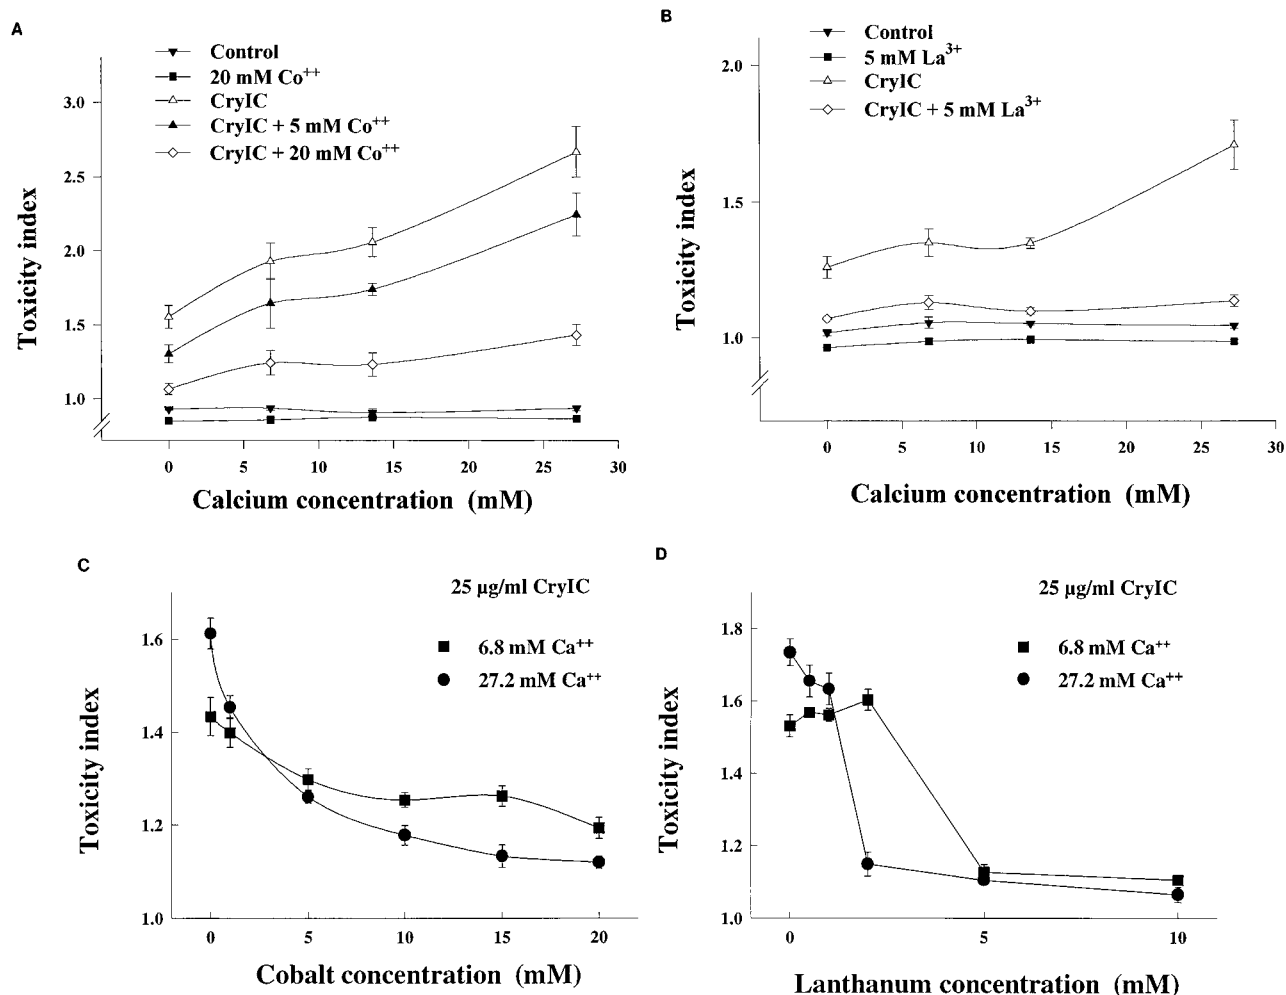 A
Control
20 mM Co++
CryIC
CryIC + 5 mM Co++
CryIC + 20 mM Co++
Toxicity index
3.0
2.5
2.0
1.5
1.0
0 5 10 15 20 25 30
Calcium concentration (mM)
B
Control
5 mM La3+
CryIC
CryIC + 5 mM La3+
Toxicity index
2.0
1.5
1.0
0 5 10 15 20 25 30
Calcium concentration (mM)
C
25 µg/ml CryIC
6.8 mM Ca++
27.2 mM Ca++
Toxicity index
1.6
1.4
1.2
1.0
0 5 10 15 20
Cobalt concentration (mM)
D
25 µg/ml CryIC
6.8 mM Ca++
27.2 mM Ca++
Toxicity index
1.8
1.6
1.4
1.2
1.0
0 5 10
Lanthanum concentration (mM)